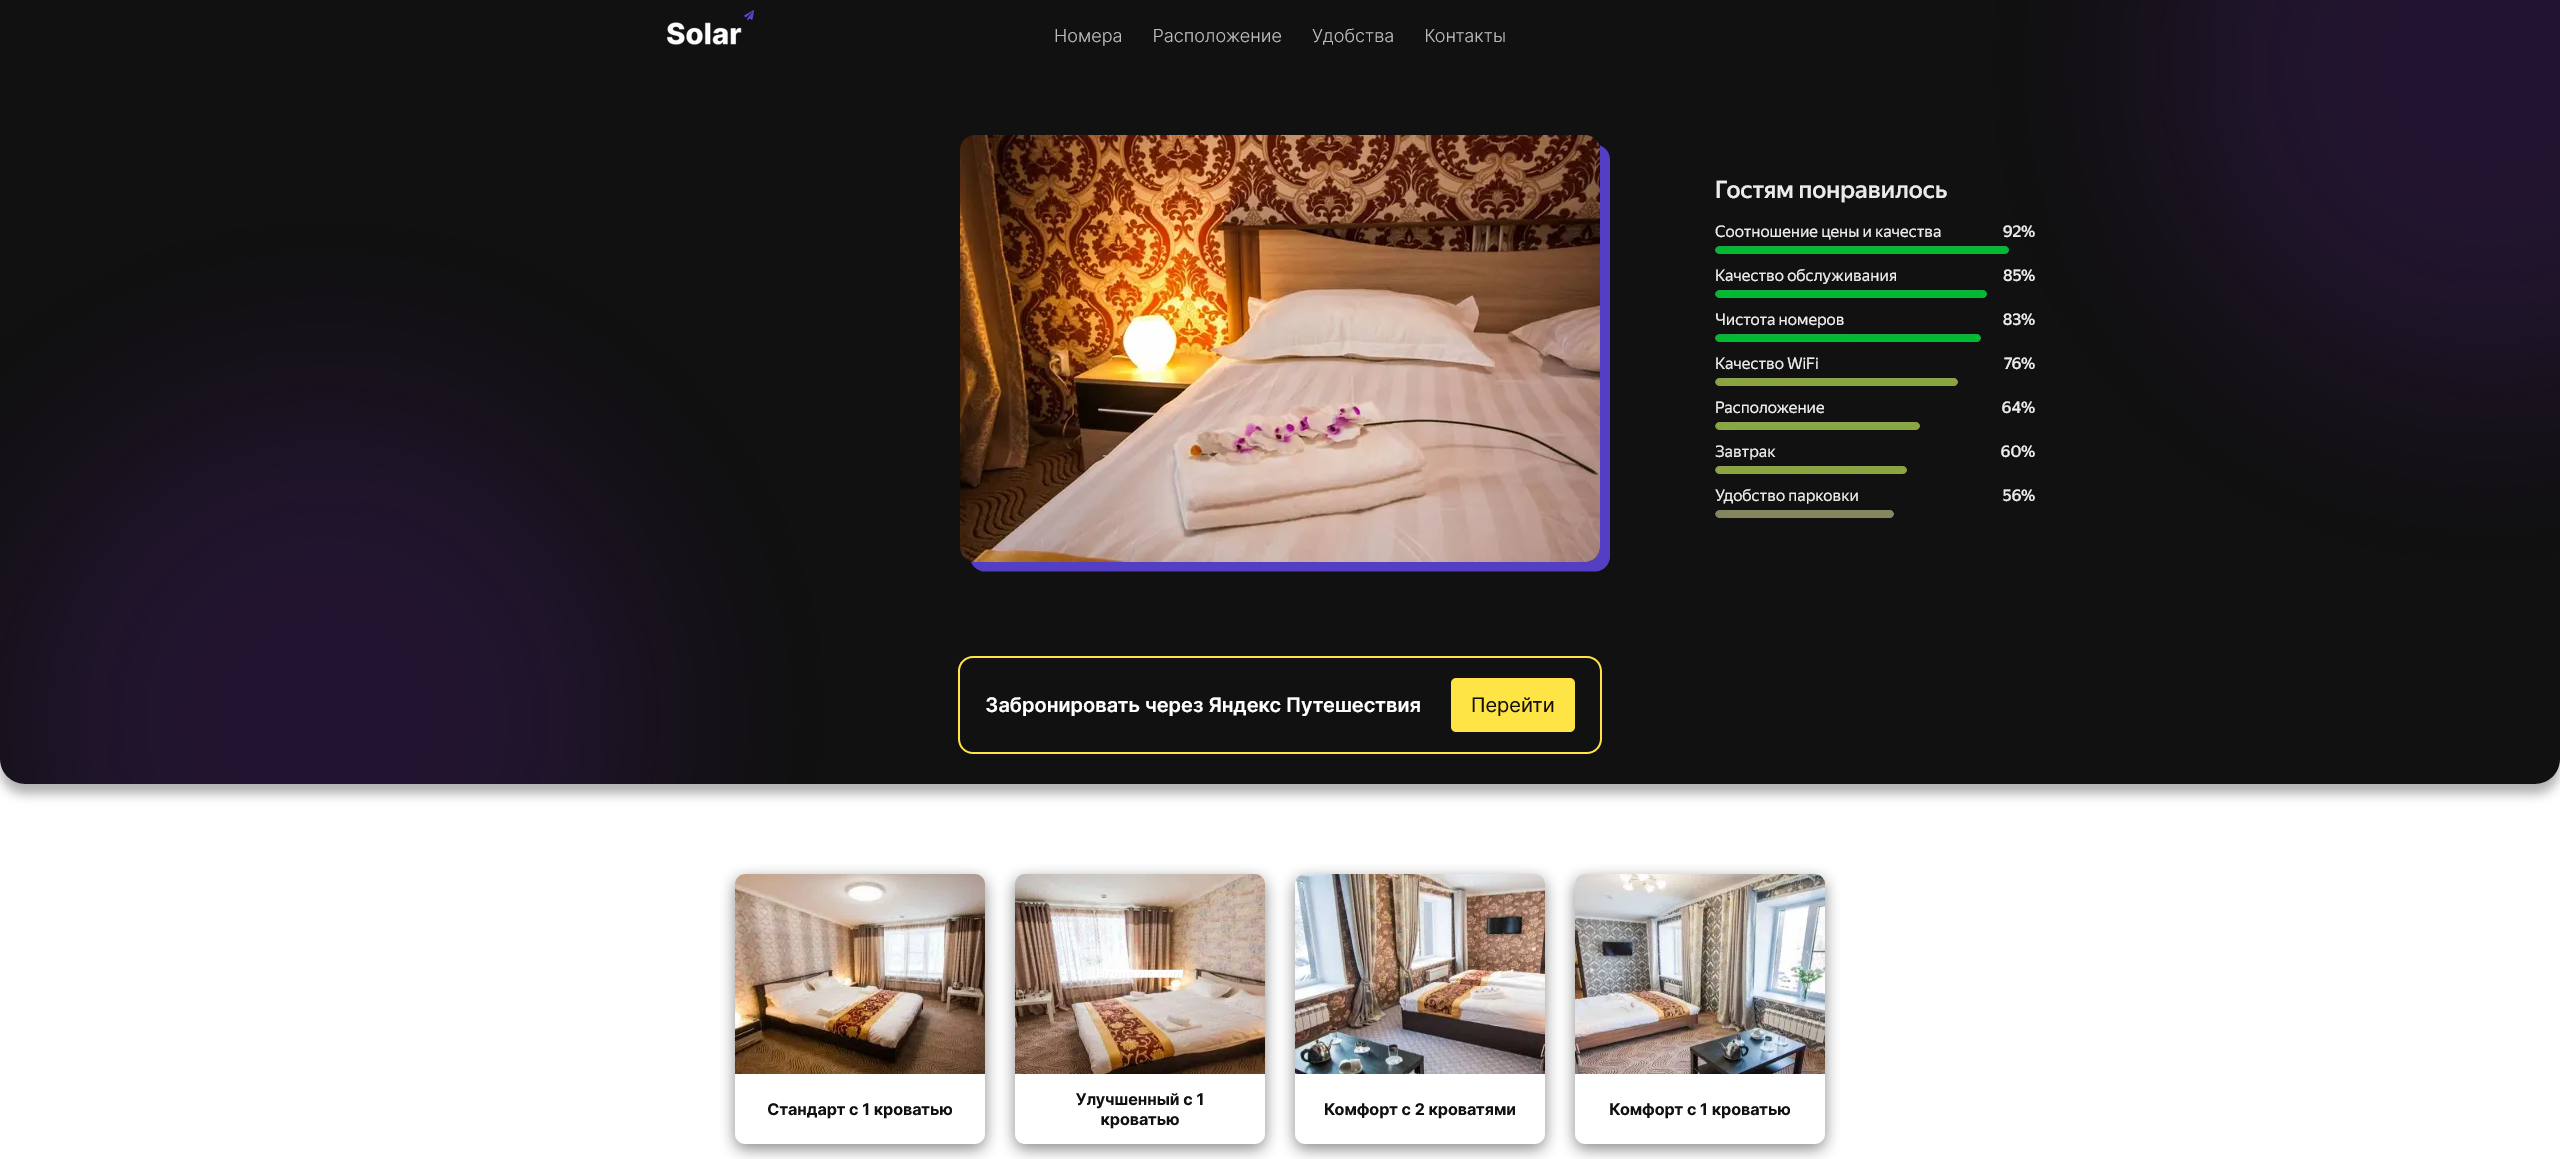 Solar
Номера
Расположение
Удобства
Контакты
Гостям понравилось
Соотношение цены и качества 92%
Качество обслуживания 85%
Чистота номеров 83%
Качество WiFi 76%
Расположение 64%
Завтрак 60%
Удобство парковки 56%
Забронировать через Яндекс Путешествия
Перейти
Стандарт с 1 кроватью
Улучшенный с 1
кроватью
Комфорт с 2 кроватями
Комфорт с 1 кроватью